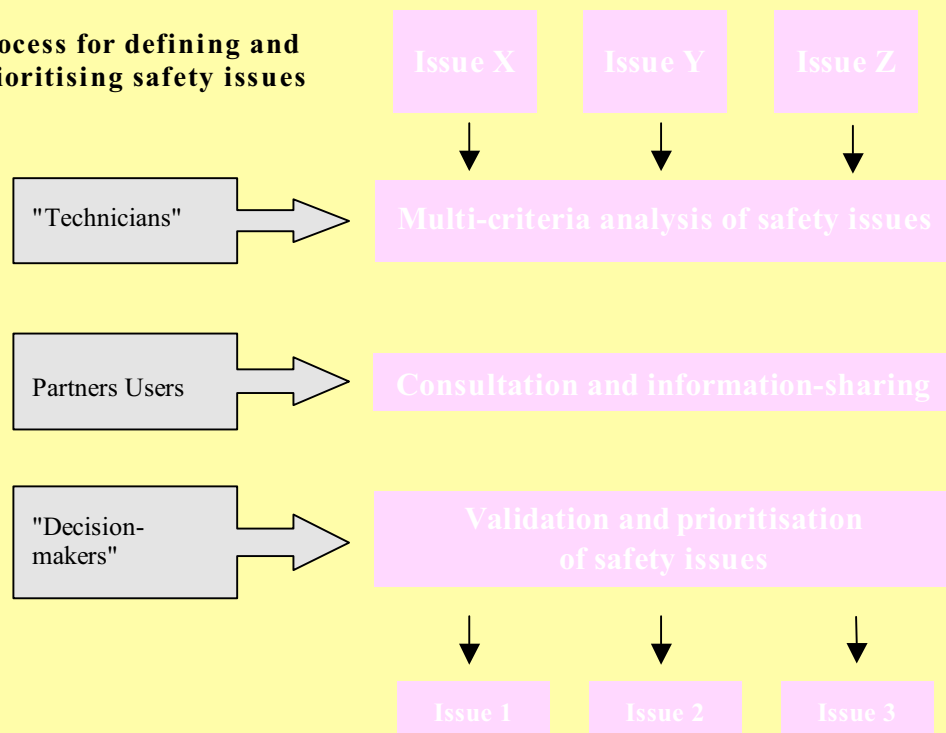 ocess for defining and
ioritising safety issues
Issue X
Issue Y
Issue Z
"Technicians"
Multi-criteria analysis of safety issues
Partners Users
Consultation and information-sharing
"Decision-
makers"
Validation and prioritisation
of safety issues
Issue 1
Issue 2
Issue 3